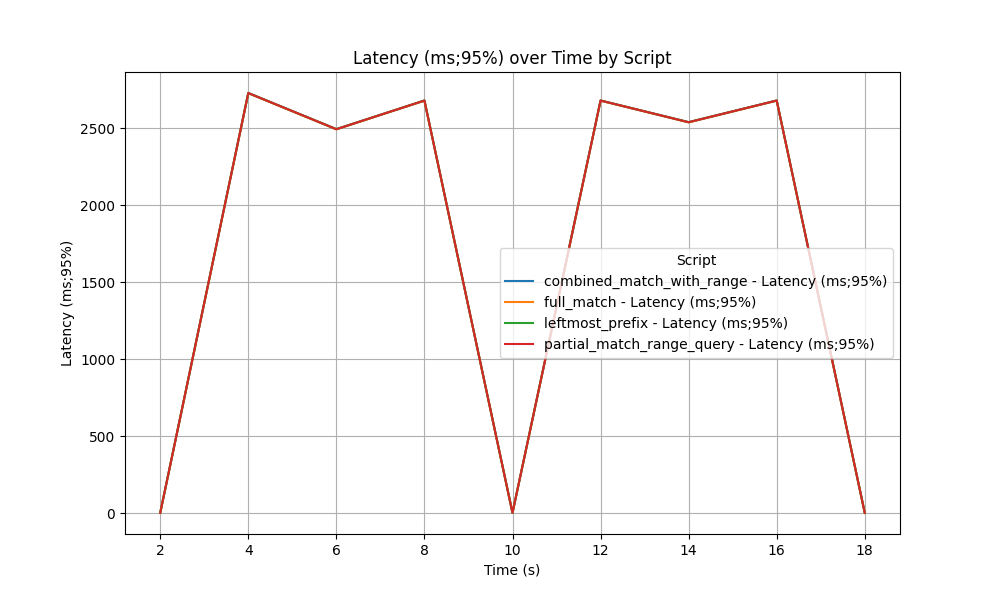 Latency (ms;95%) over Time by Script
Latency (ms;95%)
2500
2000
1500
1000
500
0
Script
combined_match_with_range - Latency (ms;95%)
full_match - Latency (ms;95%)
leftmost_prefix - Latency (ms;95%)
partial_match_range_query - Latency (ms;95%)
2 4 6 8 10 12 14 16 18
Time (s)